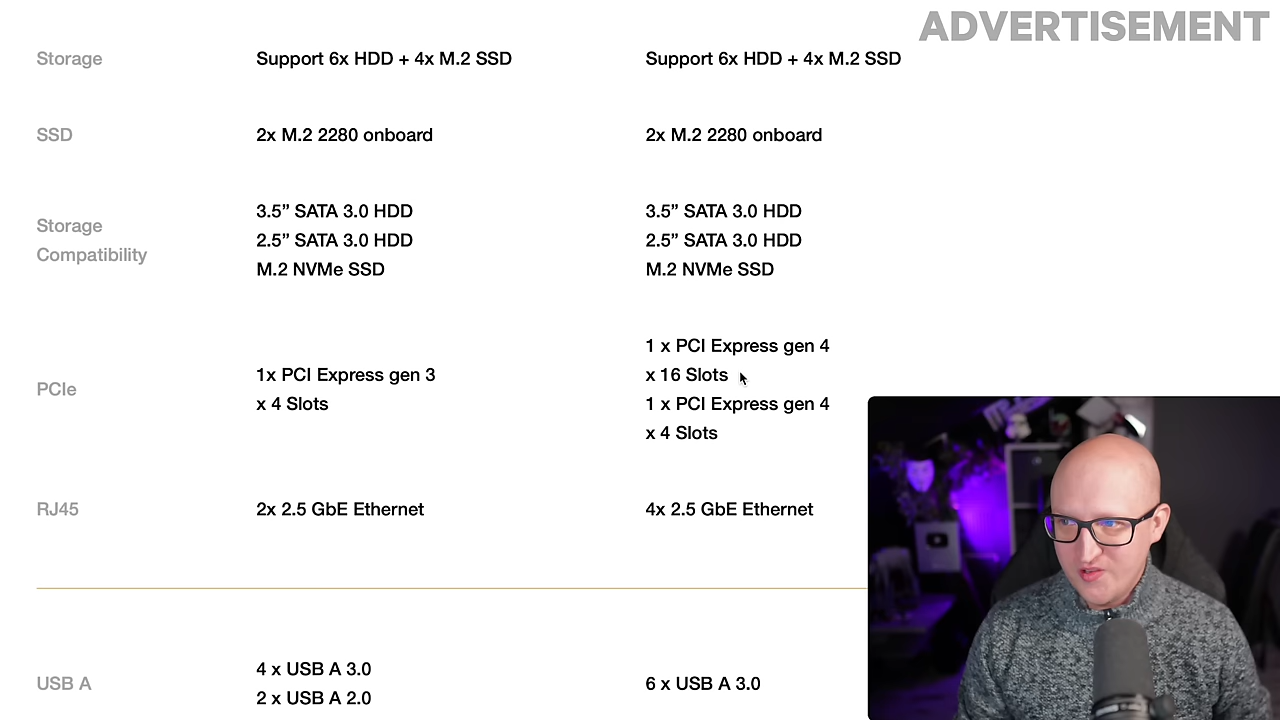 ADVERTISEMENT
Storage
Support 6x HDD + 4x M.2 SSD
Support 6x HDD + 4x M.2 SSD
SSD
2x M.2 2280 onboard
2x M.2 2280 onboard
Storage
Compatibility
3.5” SATA 3.0 HDD
2.5” SATA 3.0 HDD
M.2 NVMe SSD
3.5” SATA 3.0 HDD
2.5” SATA 3.0 HDD
M.2 NVMe SSD
PCIe
1x PCI Express gen 3
x 4 Slots
1 x PCI Express gen 4
x 16 Slots
1 x PCI Express gen 4
x 4 Slots
RJ45
2x 2.5 GbE Ethernet
4x 2.5 GbE Ethernet
USB A
4 x USB A 3.0
2 x USB A 2.0
6 x USB A 3.0